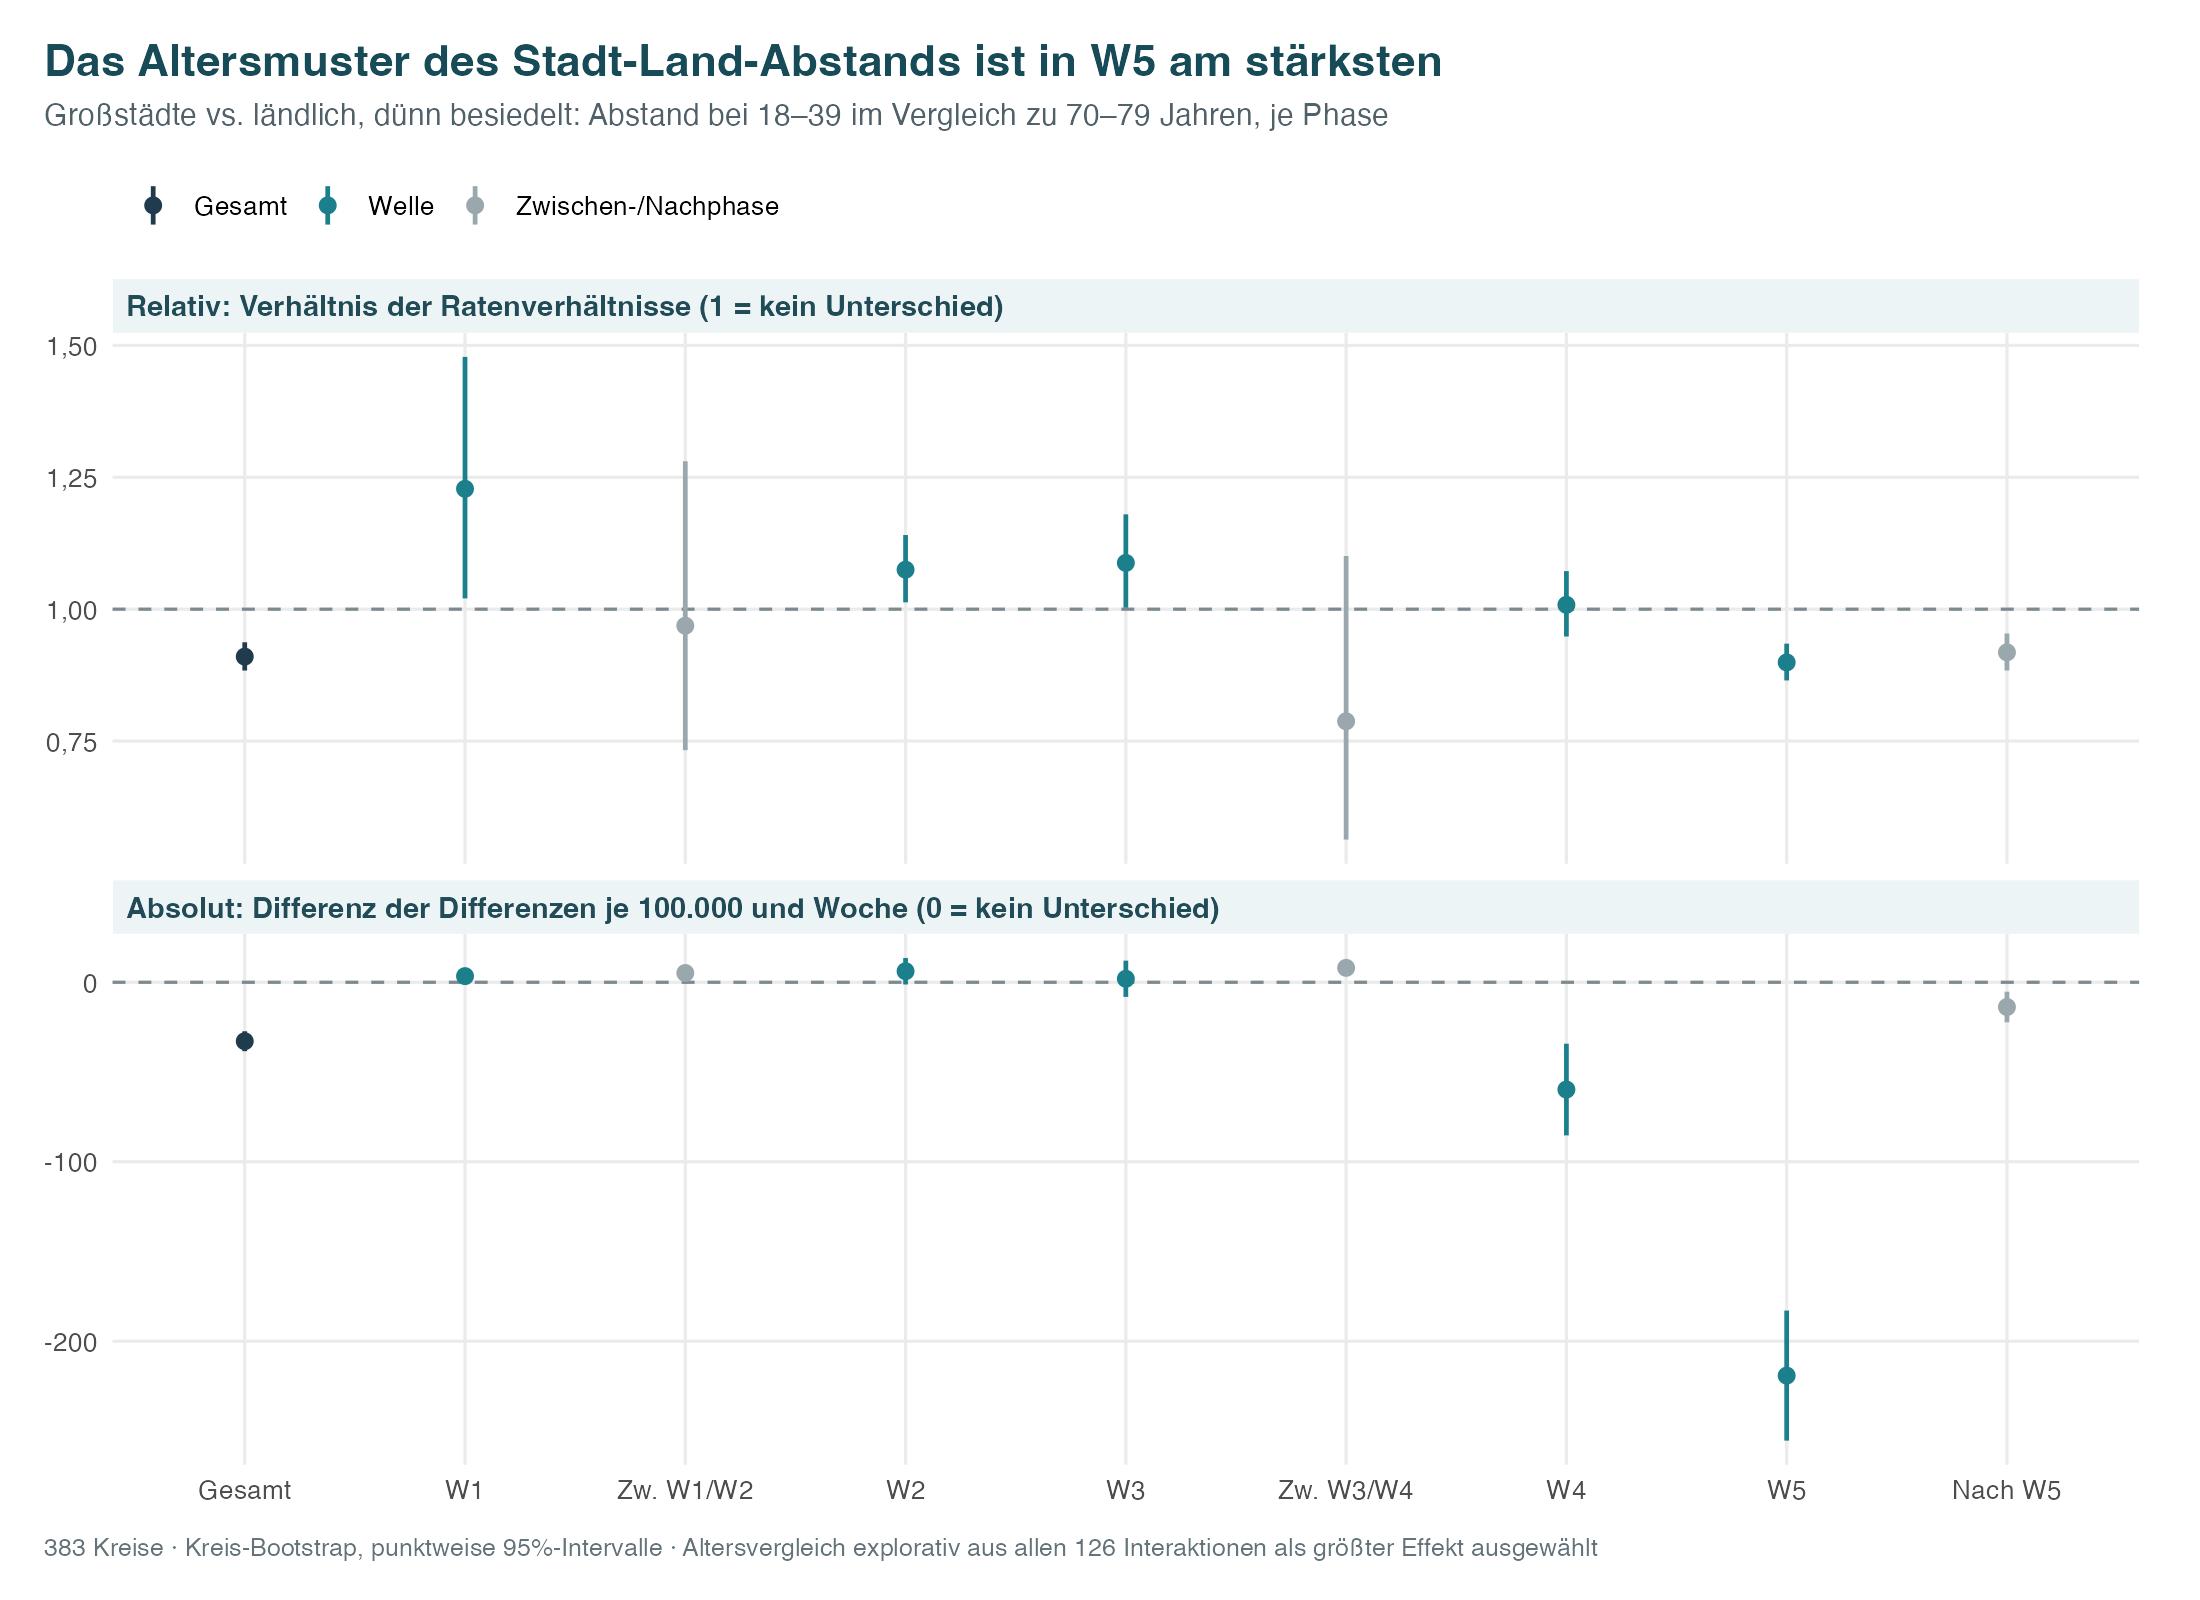 Das Altersmuster des Stadt-Land-Abstands ist in W5 am stärksten
Großstädte vs. ländlich, dünn besiedelt: Abstand bei 18–39 im Vergleich zu 70–79 Jahren, je Phase
Gesamt Welle Zwischen-/Nachphase
Relativ: Verhältnis der Ratenverhältnisse (1 = kein Unterschied)
1,50
1,25
1,00
0,75
Absolut: Differenz der Differenzen je 100.000 und Woche (0 = kein Unterschied)
0
-100
-200
Gesamt W1 Zw. W1/W2 W2 W3 Zw. W3/W4 W4 W5 Nach W5
383 Kreise · Kreis-Bootstrap, punktweise 95%-Intervalle · Altersvergleich explorativ aus allen 126 Interaktionen als größter Effekt ausgewählt